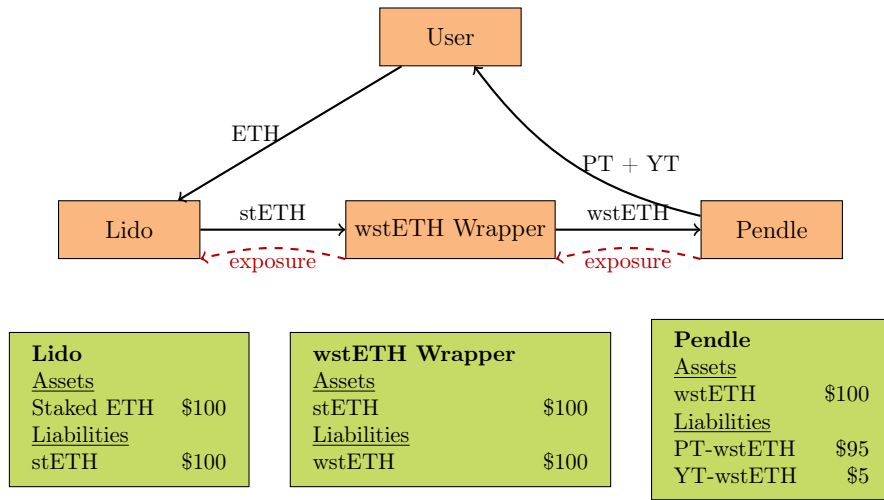 User
ETH
PT + YT
Lido
stETH
wstETH Wrapper
wstETH
Pendle
exposure
exposure
Lido
Assets
Staked ETH $100
Liabilities
stETH $100
wstETH Wrapper
Assets
stETH $100
Liabilities
wstETH $100
Pendle
Assets
wstETH $100
Liabilities
PT-wstETH $95
YT-wstETH $5